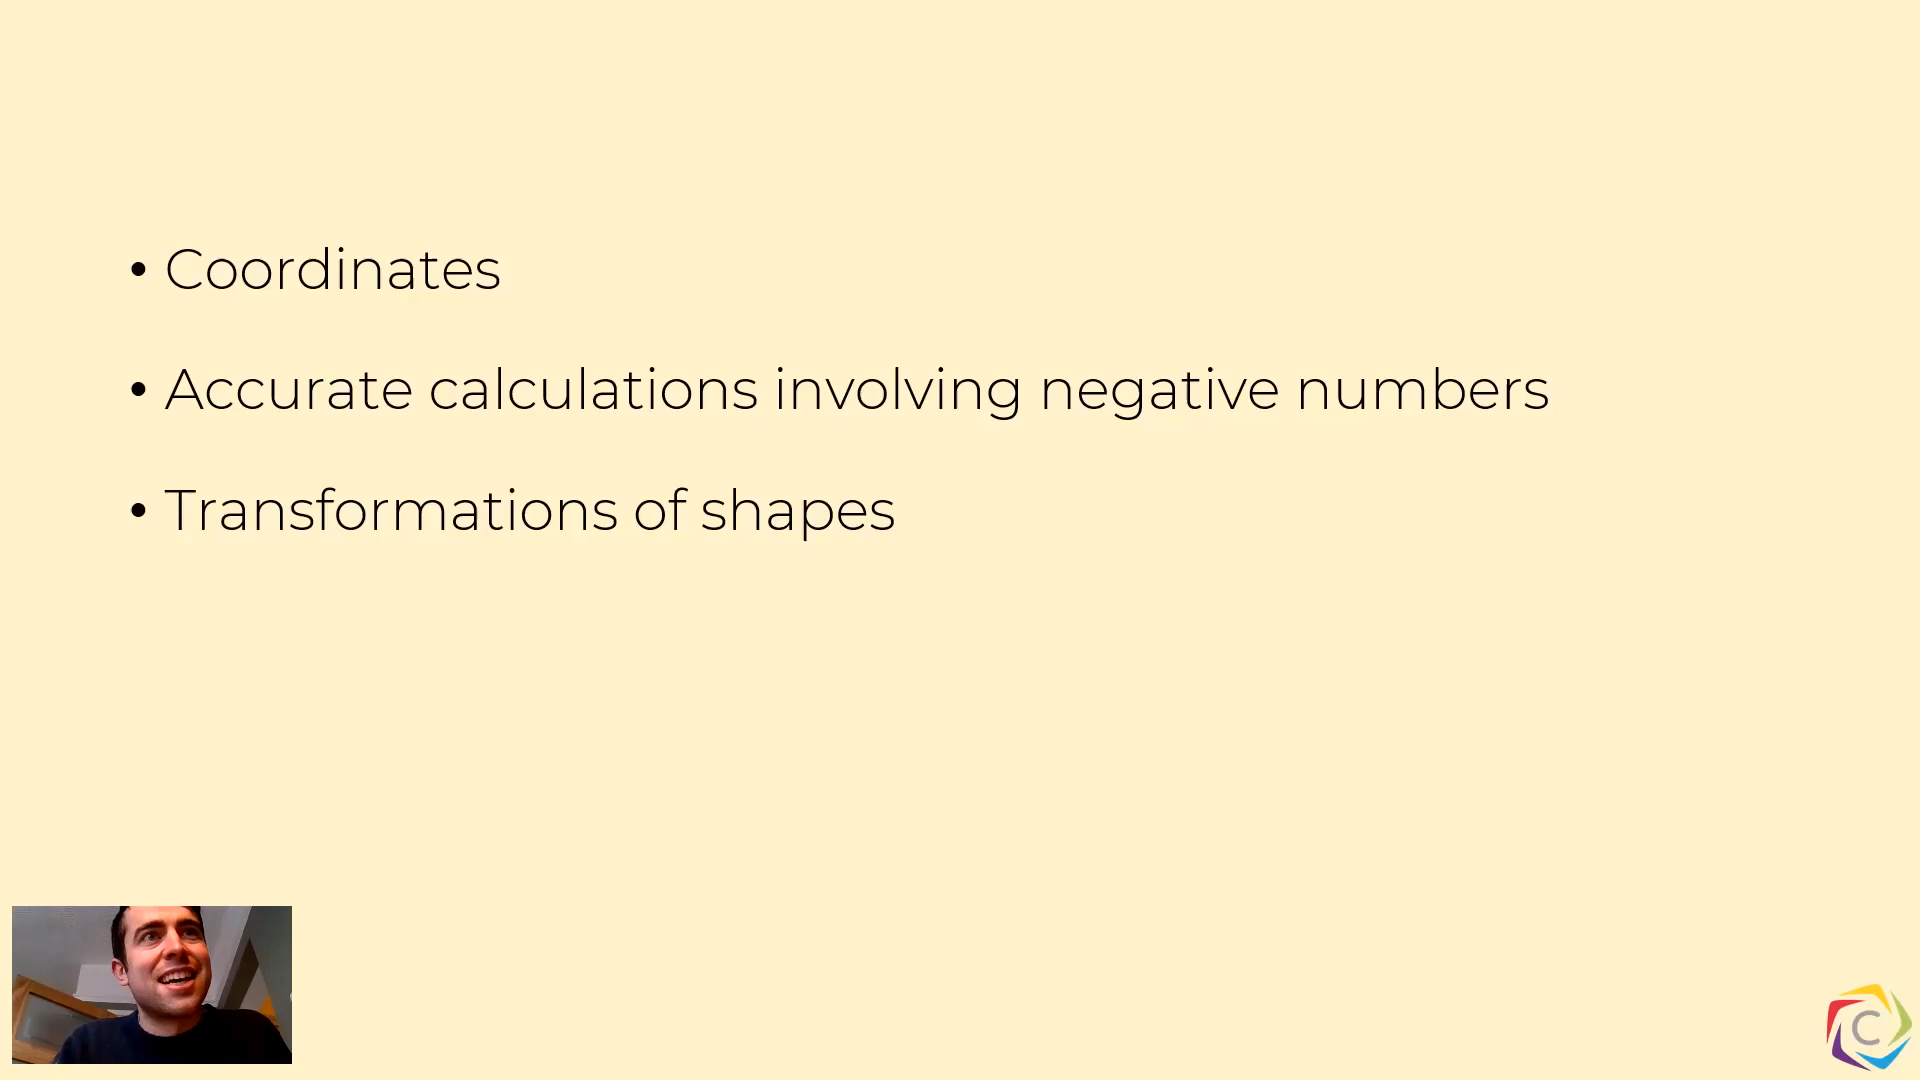 • Coordinates
• Accurate calculations involving negative numbers
• Transformations of shapes
C